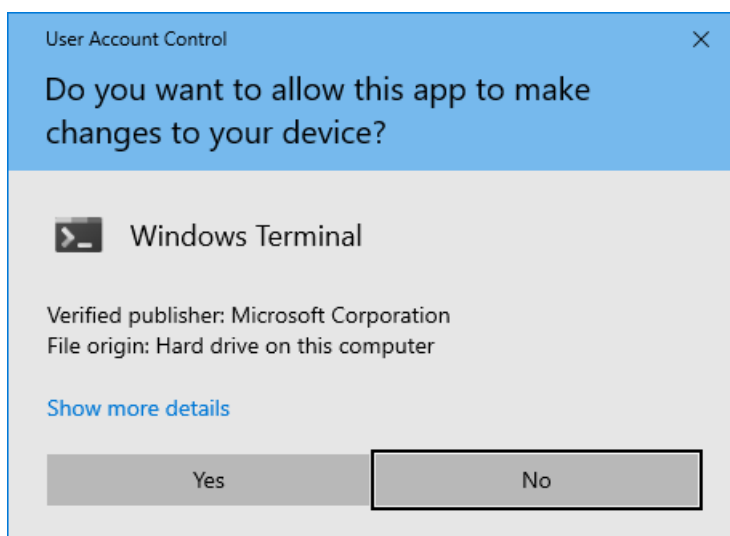 User Account Control
Do you want to allow this app to make
changes to your device?
Windows Terminal
Verified publisher: Microsoft Corporation
File origin: Hard drive on this computer
Show more details
Yes
No